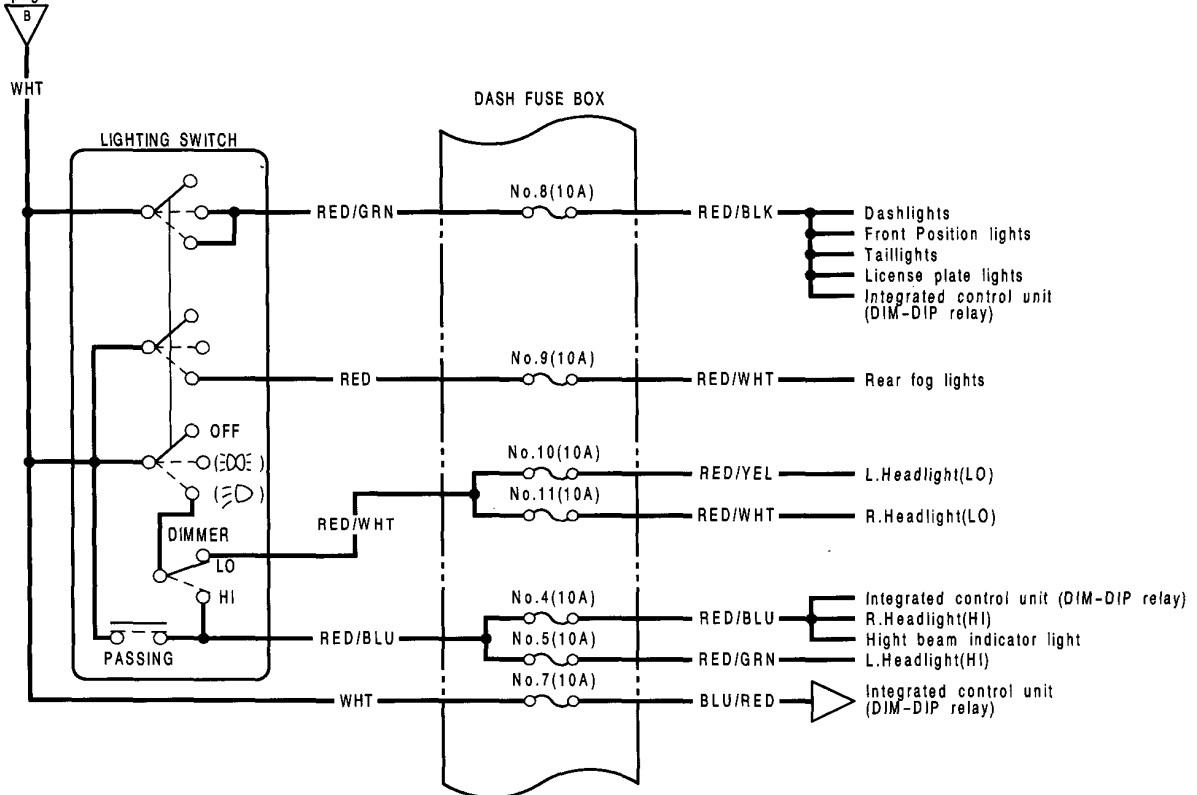 B
WHT
DASH FUSE BOX
LIGHTING SWITCH
No.8(10A)
RED/GRN
RED/BLK
Dashlights
Front Position lights
Taillights
License plate lights
Integrated control unit
(DIM-DIP relay)
No.9(10A)
RED
RED/WHT
Rear fog lights
OFF
No.10(10A)
RED/YEL
L.Headlight(LO)
No.11(10A)
RED/WHT
RED/WHT
R.Headlight(LO)
DIMMER
LO
HI
No.4(10A)
RED/BLU
Integrated control unit (DIM-DIP relay)
R.Headlight(HI)
Hight beam indicator light
PASSING
RED/BLU
No.5(10A)
RED/GRN
L.Headlight(HI)
No.7(10A)
WHT
BLU/RED
Integrated control unit
(DIM-DIP relay)